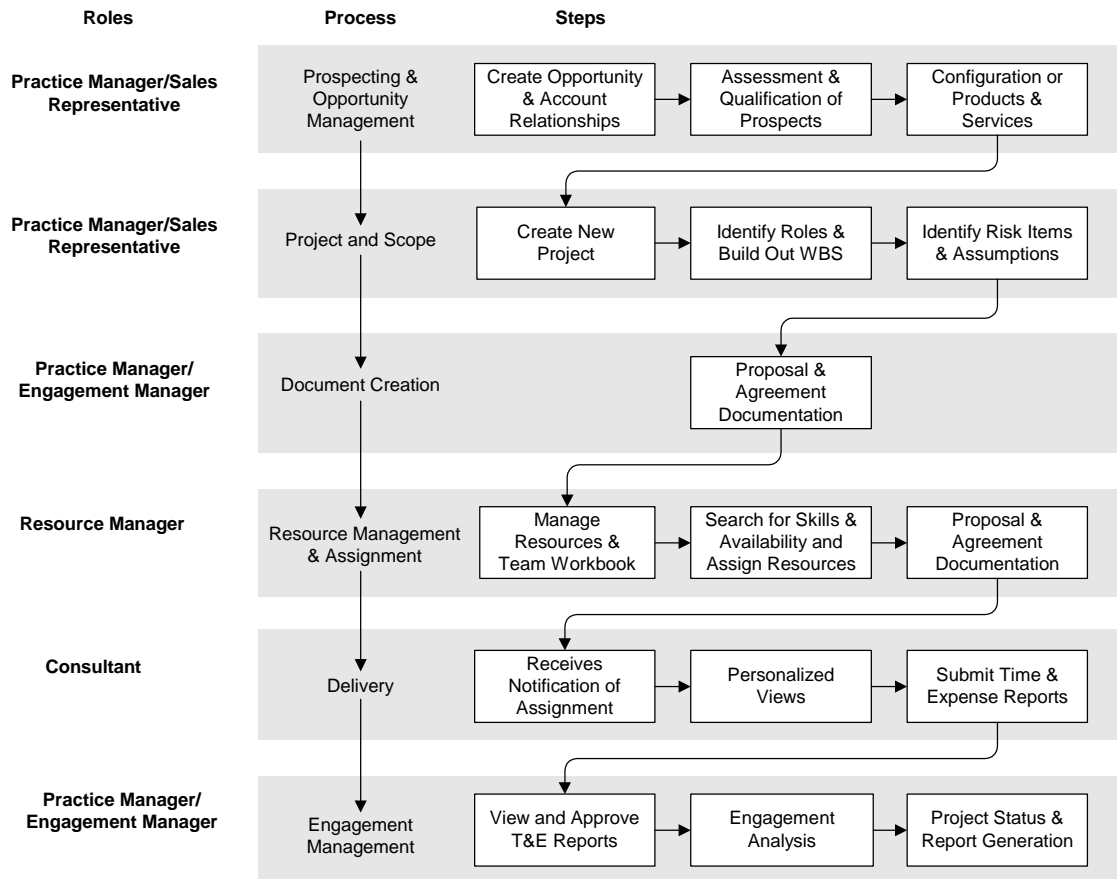 Roles
Process
Steps
Practice Manager/Sales
Representative
Prospecting &
Opportunity
Management
Create Opportunity
& Account
Relationships
Assessment &
Qualification of
Prospects
Configuration or
Products &
Services
Practice Manager/Sales
Representative
Project and Scope
Create New
Project
Identify Roles &
Build Out WBS
Identify Risk Items
& Assumptions
Practice Manager/
Engagement Manager
Document Creation
Proposal &
Agreement
Documentation
Resource Manager
Resource Management
& Assignment
Manage
Resources &
Team Workbook
Search for Skills &
Availability and
Assign Resources
Proposal &
Agreement
Documentation
Consultant
Delivery
Receives
Notification of
Assignment
Personalized
Views
Submit Time &
Expense Reports
Practice Manager/
Engagement Manager
Engagement
Management
View and Approve
T&E Reports
Engagement
Analysis
Project Status &
Report Generation